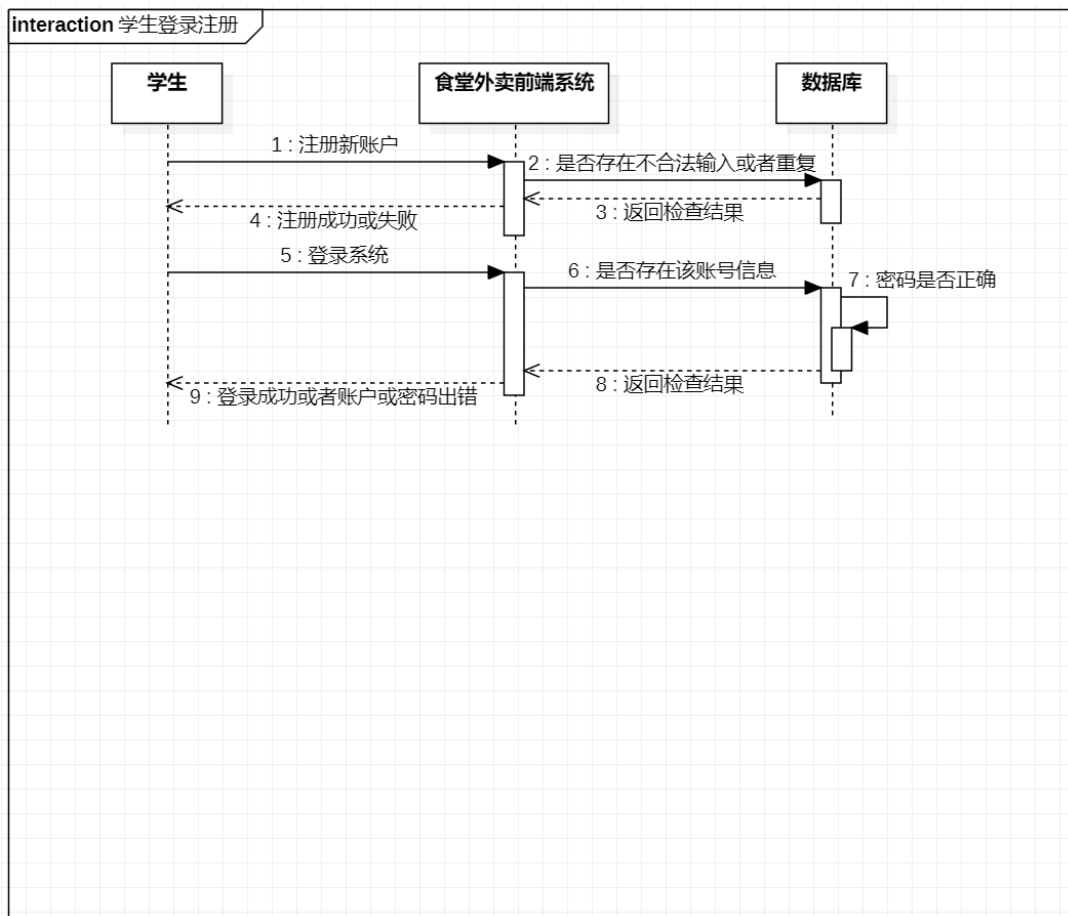 interaction 学生登录注册
学生
食堂外卖前端系统
数据库
1 : 注册新账户
2 : 是否存在不合法输入或者重复
3 : 返回检查结果
4 : 注册成功或失败
5 : 登录系统
6 : 是否存在该账号信息
7 : 密码是否正确
8 : 返回检查结果
9 : 登录成功或者账户或密码出错